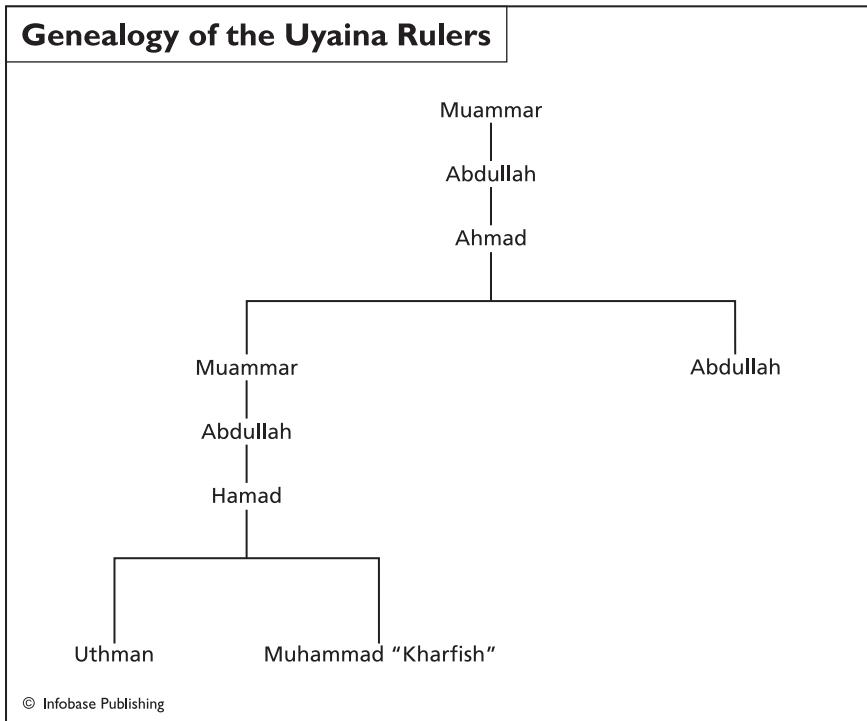 Genealogy of the Uyaina Rulers
Muammar
Abdullah
Ahmad
Muammar
Abdullah
Abdullah
Hamad
Uthman
Muhammad “Kharfish”
© Infobase Publishing